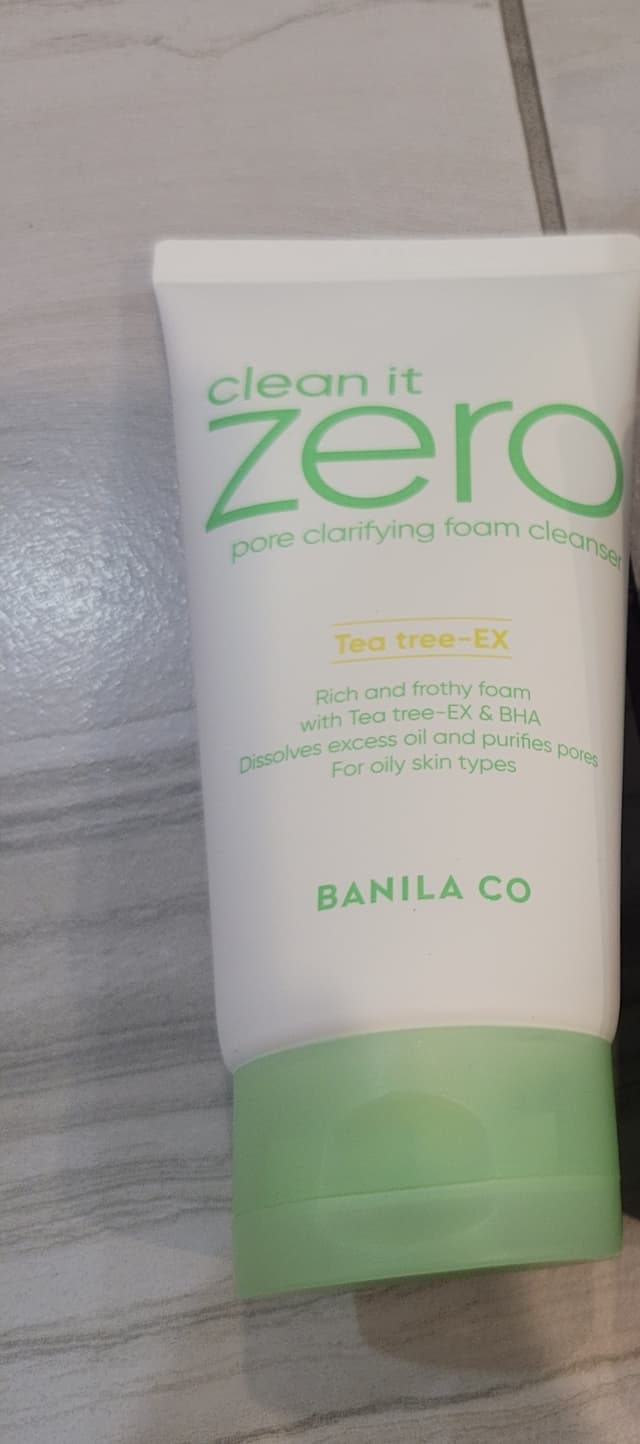 clean it
zero
pore clarifying foam cleanser
Tea tree-EX
Rich and frothy foam
with Tea tree-EX & BHA
Dissolves excess oil and purifies pores
For oily skin types
BANILA CO